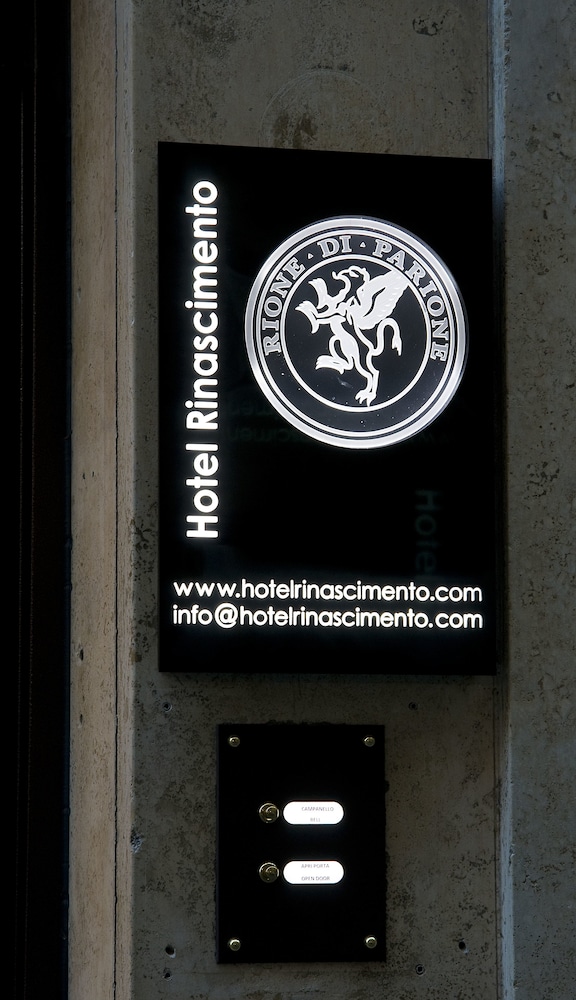 Hotel Rinascimento
RIONE · DI · PARIONE
www.hotelrinascimento.com
info@hotelrinascimento.com
CAMPANELLO
BELL
APRI PORTA
OPEN DOOR